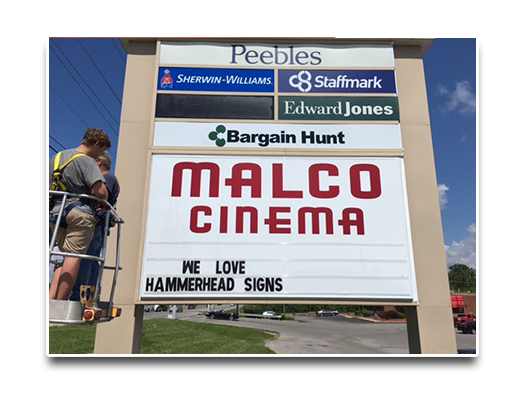 Peebles
SHERWIN-WILLIAMS.
Staffmark
Edward Jones
Bargain Hunt
MALCO
CINEMA
WE LOVE
HAMMERHEAD SIGNS